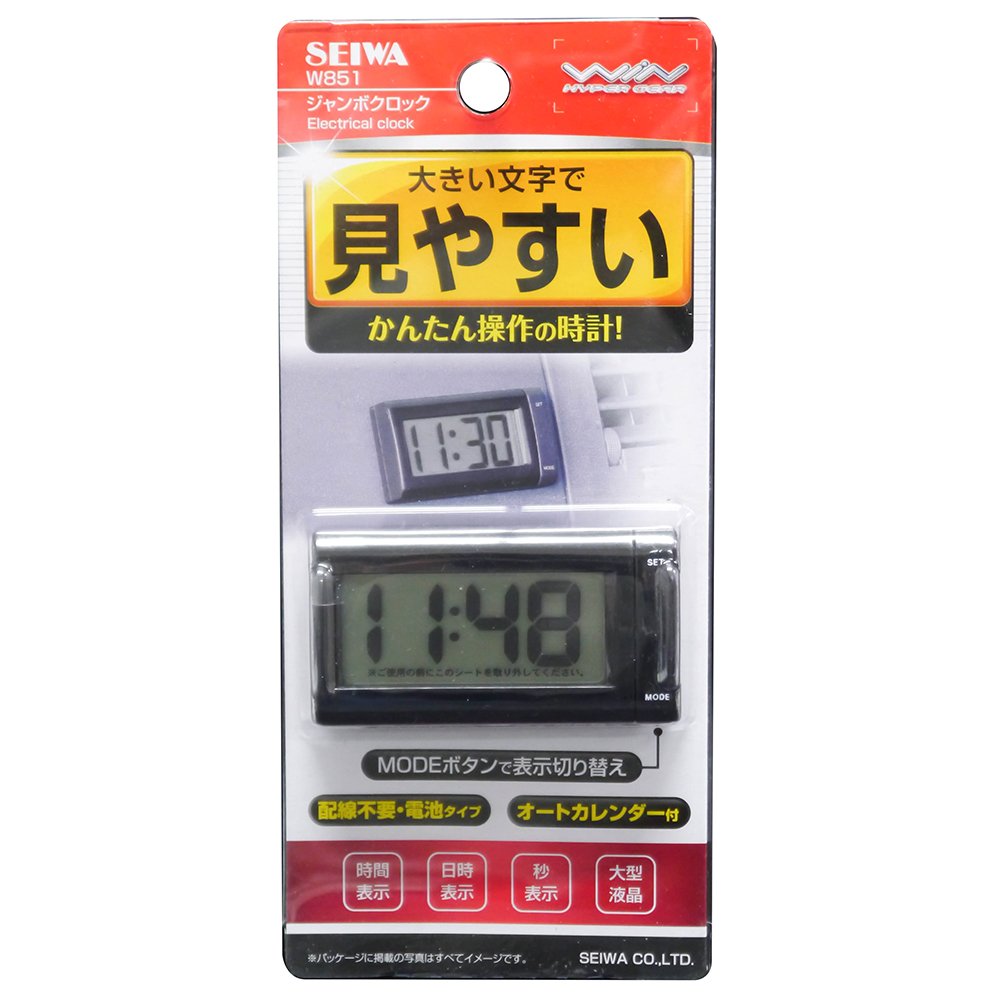 SEIWA
W851
ジャンボクロック
Electrical clock
WIN
HYPER GEAR
大きい文字で
見やすい
かんたん操作の時計!
SET
11:30
MODE
SET
11:48
※ご使用の前にこのシートを取り外してください。
MODE
MODEボタンで表示切り替え
配線不要・電池タイプ
オートカレンダー付
時間
表示
日時
表示
秒
表示
大型
液晶
※パッケージに掲載の写真はすべてイメージです。
SEIWA CO.,LTD.